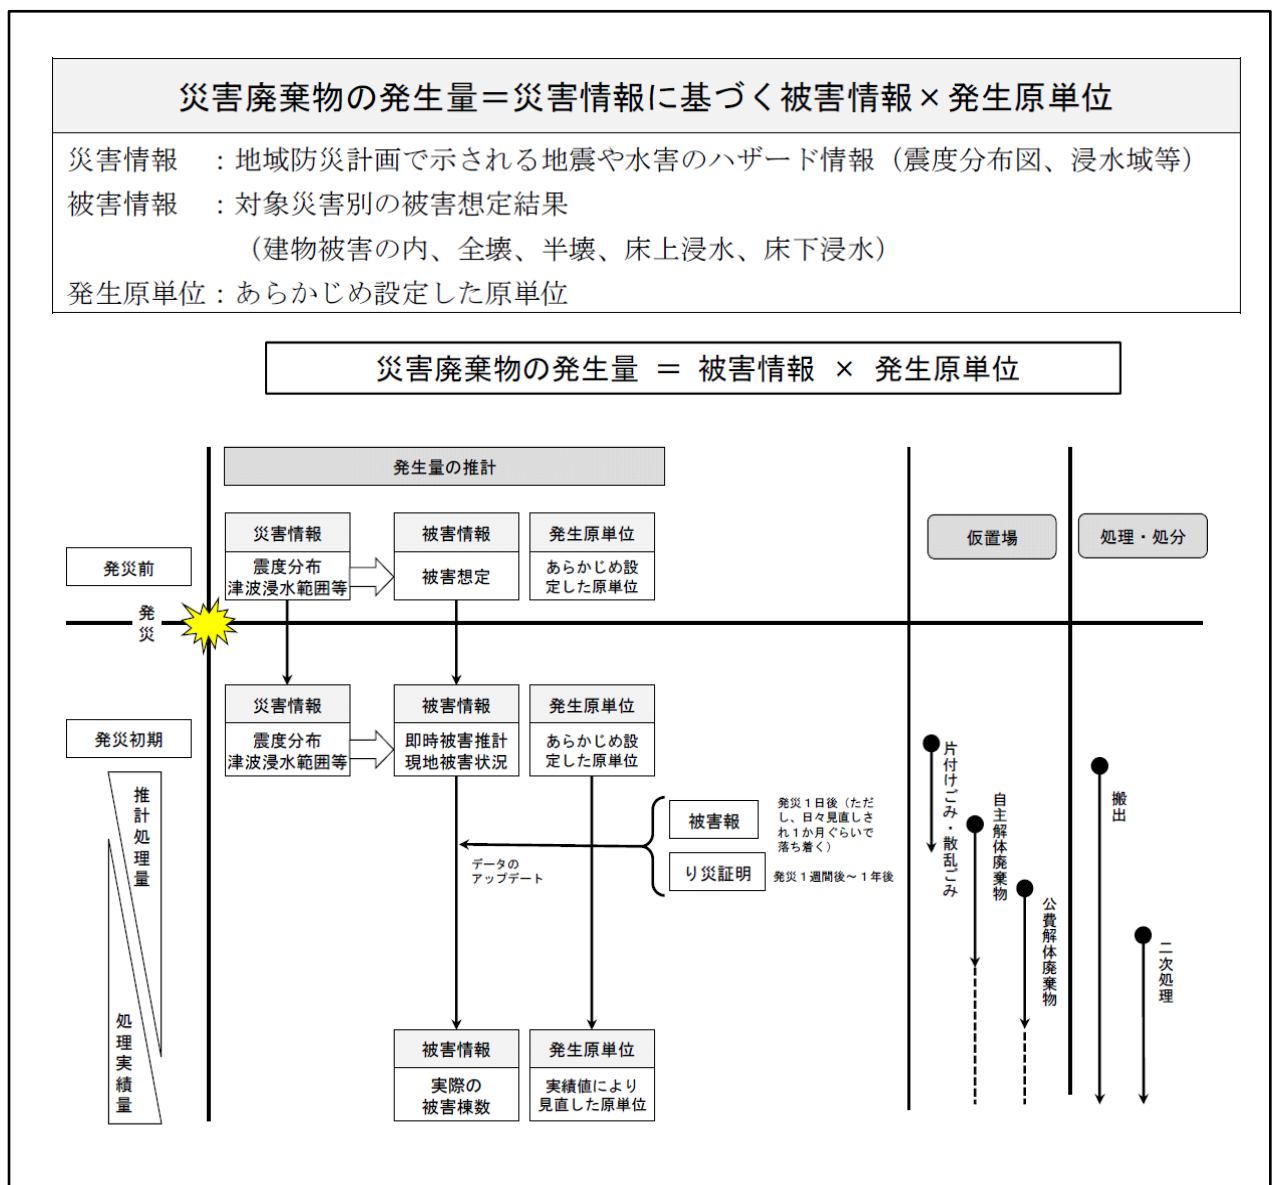 災害廃棄物の発生量＝災害情報に基づく被害情報×発生原単位
災害情報　：地域防災計画で示される地震や水害のハザード情報（震度分布図、浸水域等）
被害情報　：対象災害別の被害想定結果
（建物被害の内、全壊、半壊、床上浸水、床下浸水）
発生原単位：あらかじめ設定した原単位
災害廃棄物の発生量 ＝ 被害情報 × 発生原単位
発生量の推計
仮置場
処理・処分
発災前
災害情報
震度分布
津波浸水範囲等
被害情報
被害想定
発生原単位
あらかじめ設
定した原単位
発災
発災初期
災害情報
震度分布
津波浸水範囲等
被害情報
即時被害推計
現地被害状況
発生原単位
あらかじめ設
定した原単位
推計処理量
処理実績量
データの
アップデート
被害報
発災１日後（ただ
し、日々見直しさ
れ１か月ぐらいで
落ち着く）
り災証明
発災１週間後～１年後
片付けごみ・散乱ごみ
自主解体廃棄物
公費解体廃棄物
搬出
二次処理
被害情報
実際の
被害棟数
発生原単位
実績値により
見直した原単位